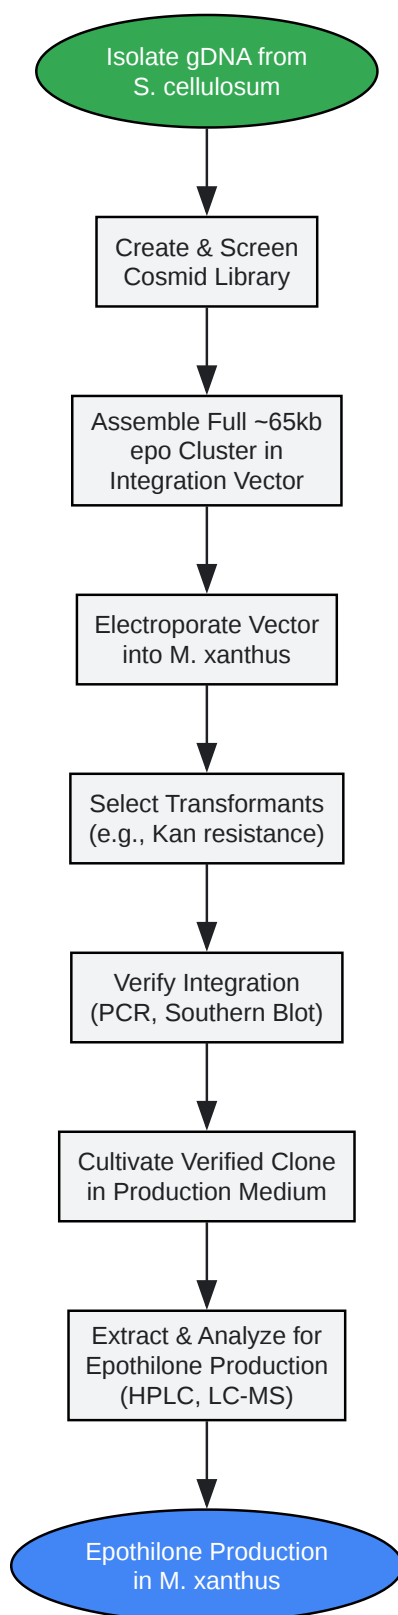 Isolate gDNA from
S. cellulosum
Create & Screen
Cosmid Library
Assemble Full ~65kb
epo Cluster in
Integration Vector
Electroporate Vector
into M. xanthus
Select Transformants
(e.g., Kan resistance)
Verify Integration
(PCR, Southern Blot)
Cultivate Verified Clone
in Production Medium
Extract & Analyze for
Epothilone Production
(HPLC, LC-MS)
Epothilone Production
in M. xanthus